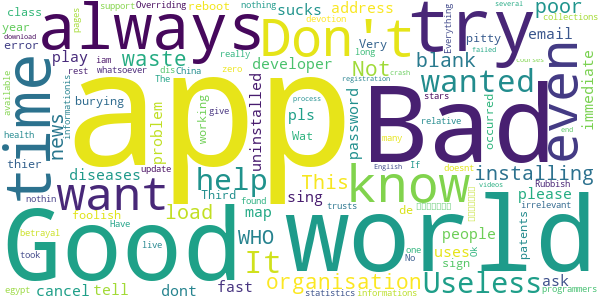 class
support
Overriding
reboot
nothing
pages
sucks
address
poor
collections
several
year
download
error
always
Don't
try
iam
devotion
play
waste
developer
Very
pitty
email
Everything
failed
really
long
Not
blank
wanted
courses
rest
whatsoever
dis
China
zero
pls
immediate
available
informationis
burying
The
working
stars
news
time
app
Bad
even
uninstalled
give
Wat
process
password
relative
occurred
registration
crash
health
problem
many
end
thier
diseases
help
know
installing
update
This
English
If
doesnt
videos
Rubbish
want
Third
found
sing
please
foolish
load
map
trusts
de
uses
people
irrelevant
nothin
Good
world
Have
WHO
It
organisation
one
No
sign
patents
betrayal
live
took
Useless
Ok
egypt
cancel
tell
dont
fast
statistics
informations
ask
programmers